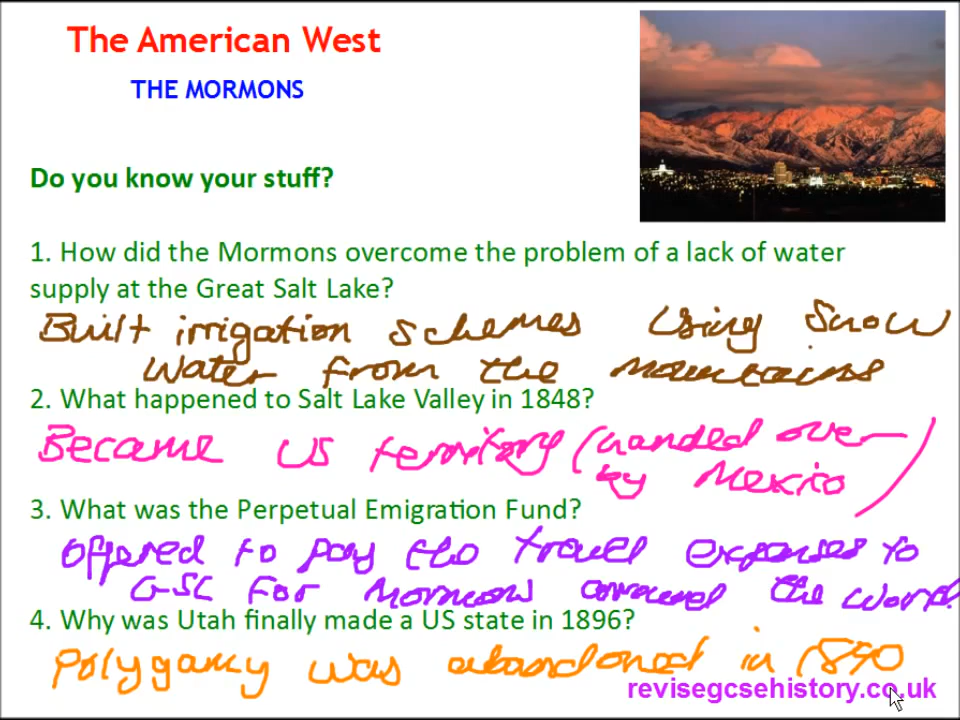 The American West
THE MORMONS
Do you know your stuff?
1. How did the Mormons overcome the problem of a lack of water
supply at the Great Salt Lake?
Built irrigation schemes using snow
water from the mountains
2. What happened to Salt Lake Valley in 1848?
Became US territory (handed over
by Mexico)
3. What was the Perpetual Emigration Fund?
Offered to pay the travel expenses to
GSL for Mormons around the world
4. Why was Utah finally made a US state in 1896?
Polygamy was abandoned in 1890
revisegcsehistory.co.uk